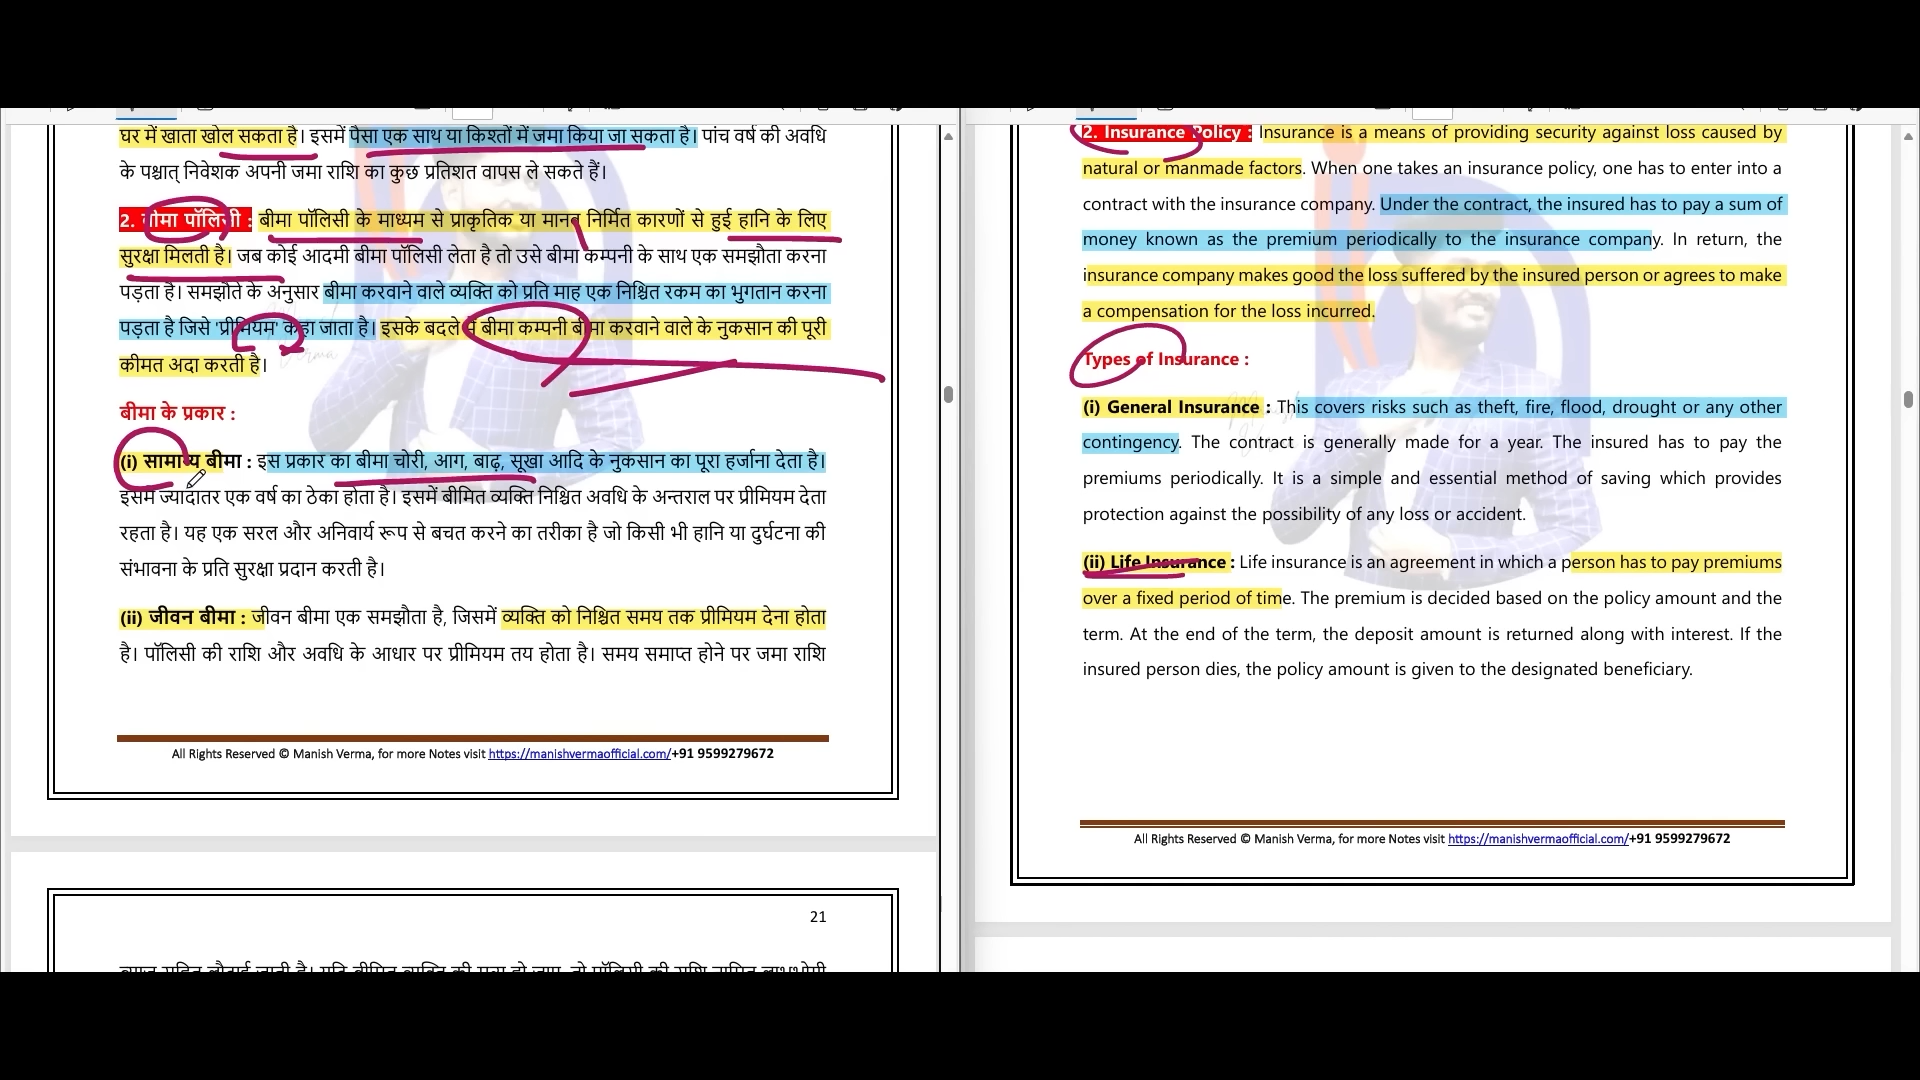 घर में खाता खोल सकता है। इसमें पैसा एक साथ या किश्तों में जमा किया जा सकता है। पांच वर्ष की अवधि
के पश्चात् निवेशक अपनी जमा राशि का कुछ प्रतिशत वापस ले सकते हैं।
2. बीमा पॉलिसी : बीमा पॉलिसी के माध्यम से प्राकृतिक या मानव निर्मित कारणों से हुई हानि के लिए
सुरक्षा मिलती है। जब कोई आदमी बीमा पॉलिसी लेता है तो उसे बीमा कम्पनी के साथ एक समझौता करना
पड़ता है। समझौते के अनुसार बीमा करवाने वाले व्यक्ति को प्रति माह एक निश्चित रकम का भुगतान करना
पड़ता है जिसे 'प्रीमियम' कहा जाता है। इसके बदले में बीमा कम्पनी बीमा करवाने वाले के नुकसान की पूरी
कीमत अदा करती है।
बीमा के प्रकार :
(i) सामान्य बीमा : इस प्रकार का बीमा चोरी, आग, बाढ़, सूखा आदि के नुकसान का पूरा हर्जाना देता है।
इसमें ज्यादातर एक वर्ष का ठेका होता है। इसमें बीमित व्यक्ति निश्चित अवधि के अन्तराल पर प्रीमियम देता
रहता है। यह एक सरल और अनिवार्य रूप से बचत करने का तरीका है जो किसी भी हानि या दुर्घटना की
संभावना के प्रति सुरक्षा प्रदान करती है।
(ii) जीवन बीमा : जीवन बीमा एक समझौता है, जिसमें व्यक्ति को निश्चित समय तक प्रीमियम देना होता
है। पॉलिसी की राशि और अवधि के आधार पर प्रीमियम तय होता है। समय समाप्त होने पर जमा राशि
All Rights Reserved © Manish Verma, for more Notes visit https://manishvermaofficial.com/+91 9599279672
21
2. Insurance Policy : Insurance is a means of providing security against loss caused by
natural or manmade factors. When one takes an insurance policy, one has to enter into a
contract with the insurance company. Under the contract, the insured has to pay a sum of
money known as the premium periodically to the insurance company. In return, the
insurance company makes good the loss suffered by the insured person or agrees to make
a compensation for the loss incurred.
Types of Insurance :
(i) General Insurance : This covers risks such as theft, fire, flood, drought or any other
contingency. The contract is generally made for a year. The insured has to pay the
premiums periodically. It is a simple and essential method of saving which provides
protection against the possibility of any loss or accident.
(ii) Life Insurance : Life insurance is an agreement in which a person has to pay premiums
over a fixed period of time. The premium is decided based on the policy amount and the
term. At the end of the term, the deposit amount is returned along with interest. If the
insured person dies, the policy amount is given to the designated beneficiary.
All Rights Reserved © Manish Verma, for more Notes visit https://manishvermaofficial.com/+91 9599279672